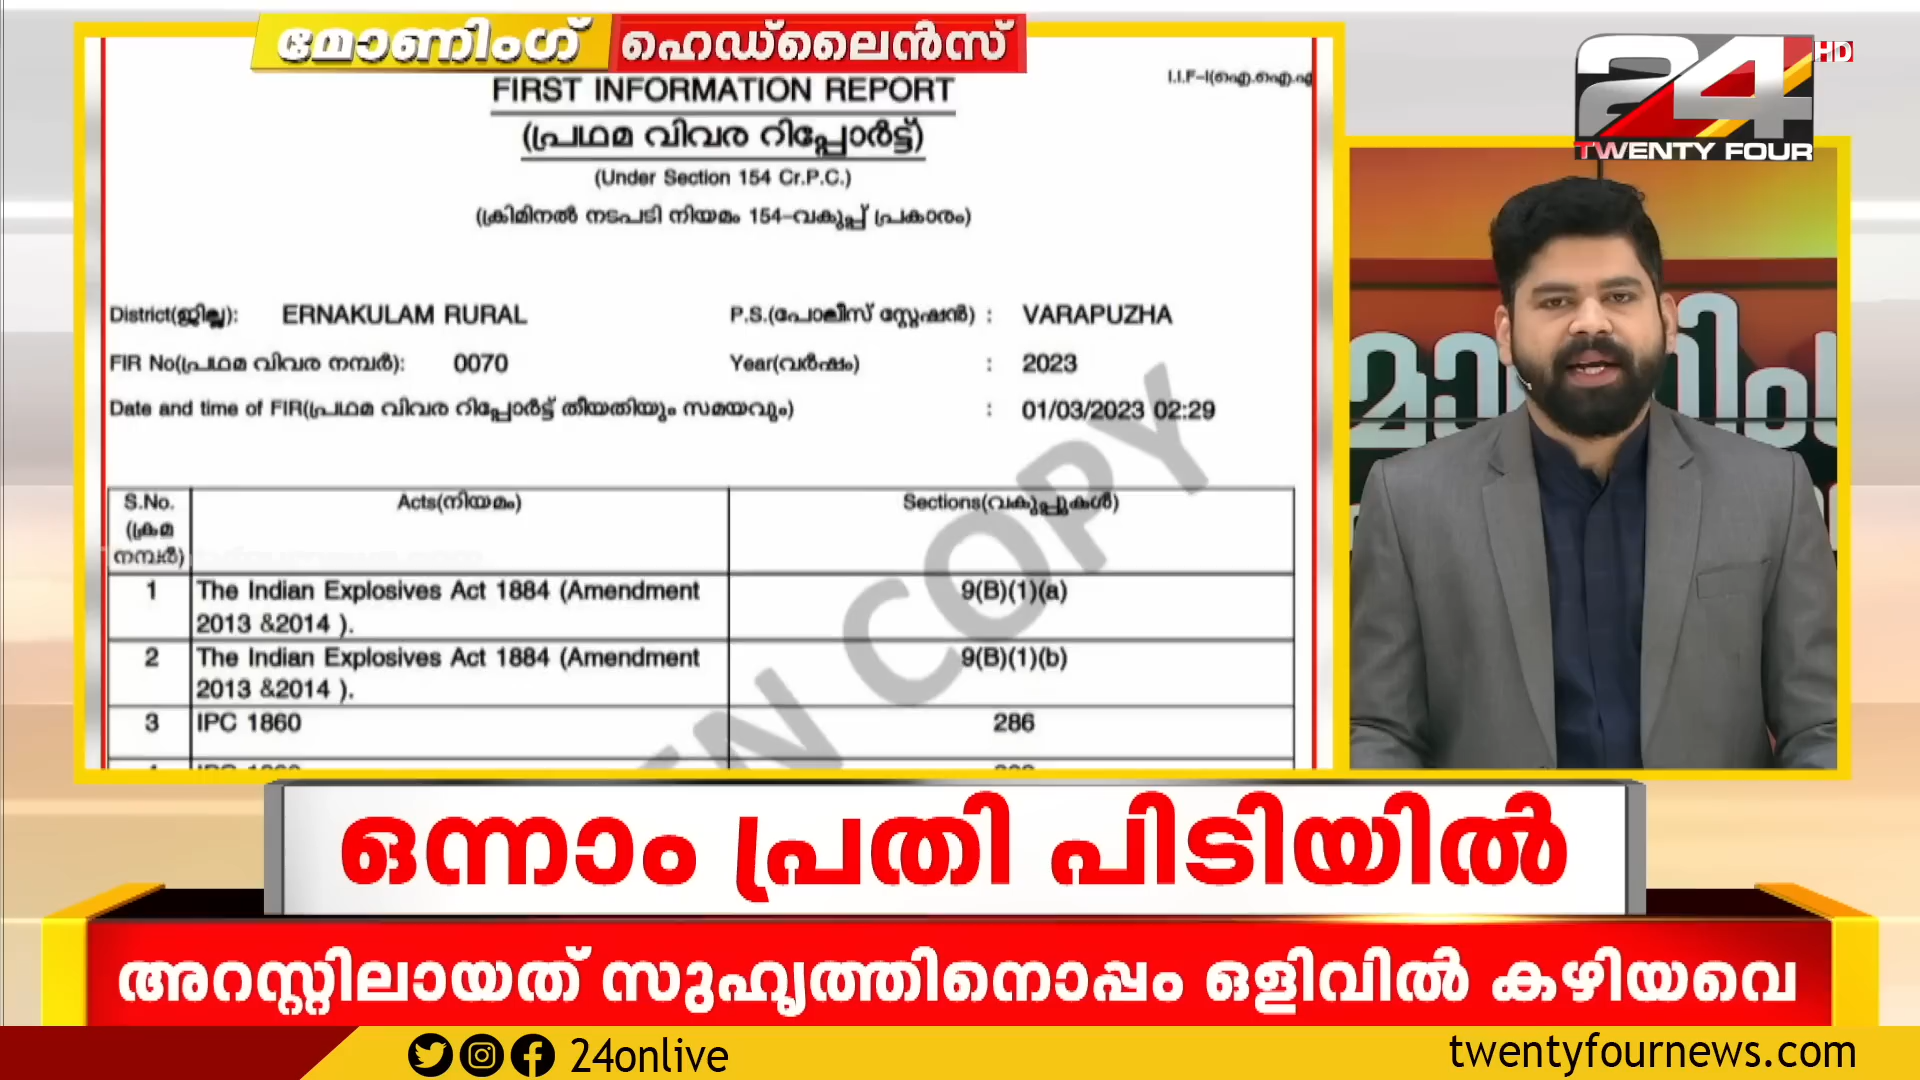 മോണിംഗ് ഹെഡ്‌ലൈൻസ്
24 HD
TWENTY FOUR
I.I.F-I(ഐ.ഐ.എ
FIRST INFORMATION REPORT
(പ്രഥമ വിവര റിപ്പോർട്ട്)
(Under Section 154 Cr.P.C.)
(ക്രിമിനൽ നടപടി നിയമം 154-വകുപ്പ് പ്രകാരം)
District(ജില്ല): ERNAKULAM RURAL P.S.(പോലീസ് സ്റ്റേഷൻ) : VARAPUZHA
FIR No(പ്രഥമ വിവര നമ്പർ): 0070 Year(വർഷം) : 2023
Date and time of FIR(പ്രഥമ വിവര റിപ്പോർട്ട് തീയതിയും സമയവും) : 01/03/2023 02:29
S.No. (ക്രമ നമ്പർ) Acts(നിയമം) Sections(വകുപ്പുകൾ)
1 The Indian Explosives Act 1884 (Amendment 2013 &2014 ). 9(B)(1)(a)
2 The Indian Explosives Act 1884 (Amendment 2013 &2014 ). 9(B)(1)(b)
3 IPC 1860 286
COPY
ഒന്നാം പ്രതി പിടിയിൽ
അറസ്റ്റിലായത് സുഹൃത്തിനൊപ്പം ഒളിവിൽ കഴിയവെ
24onlive
twentyfournews.com